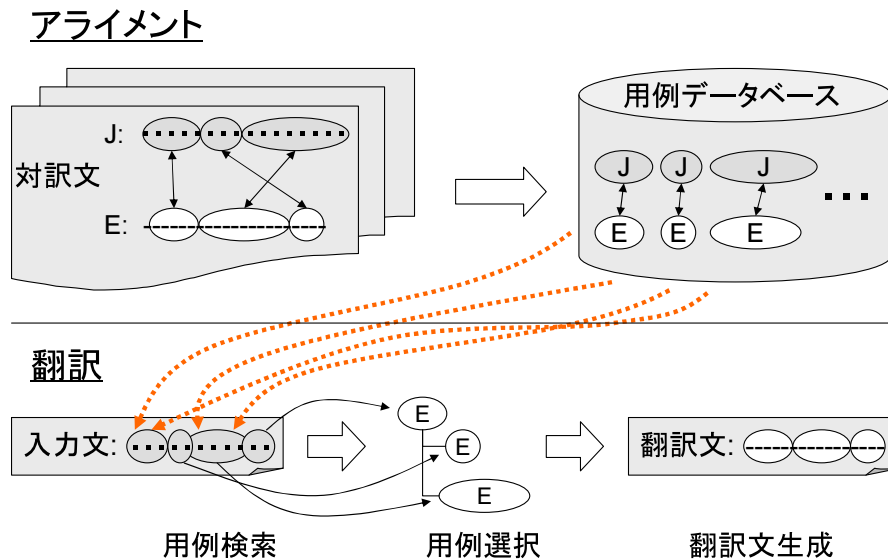 アライメント
用例データベース
J:
対訳文
E:
J J J
E E E
翻訳
入力文:
E
E
E
翻訳文:
用例検索
用例選択
翻訳文生成